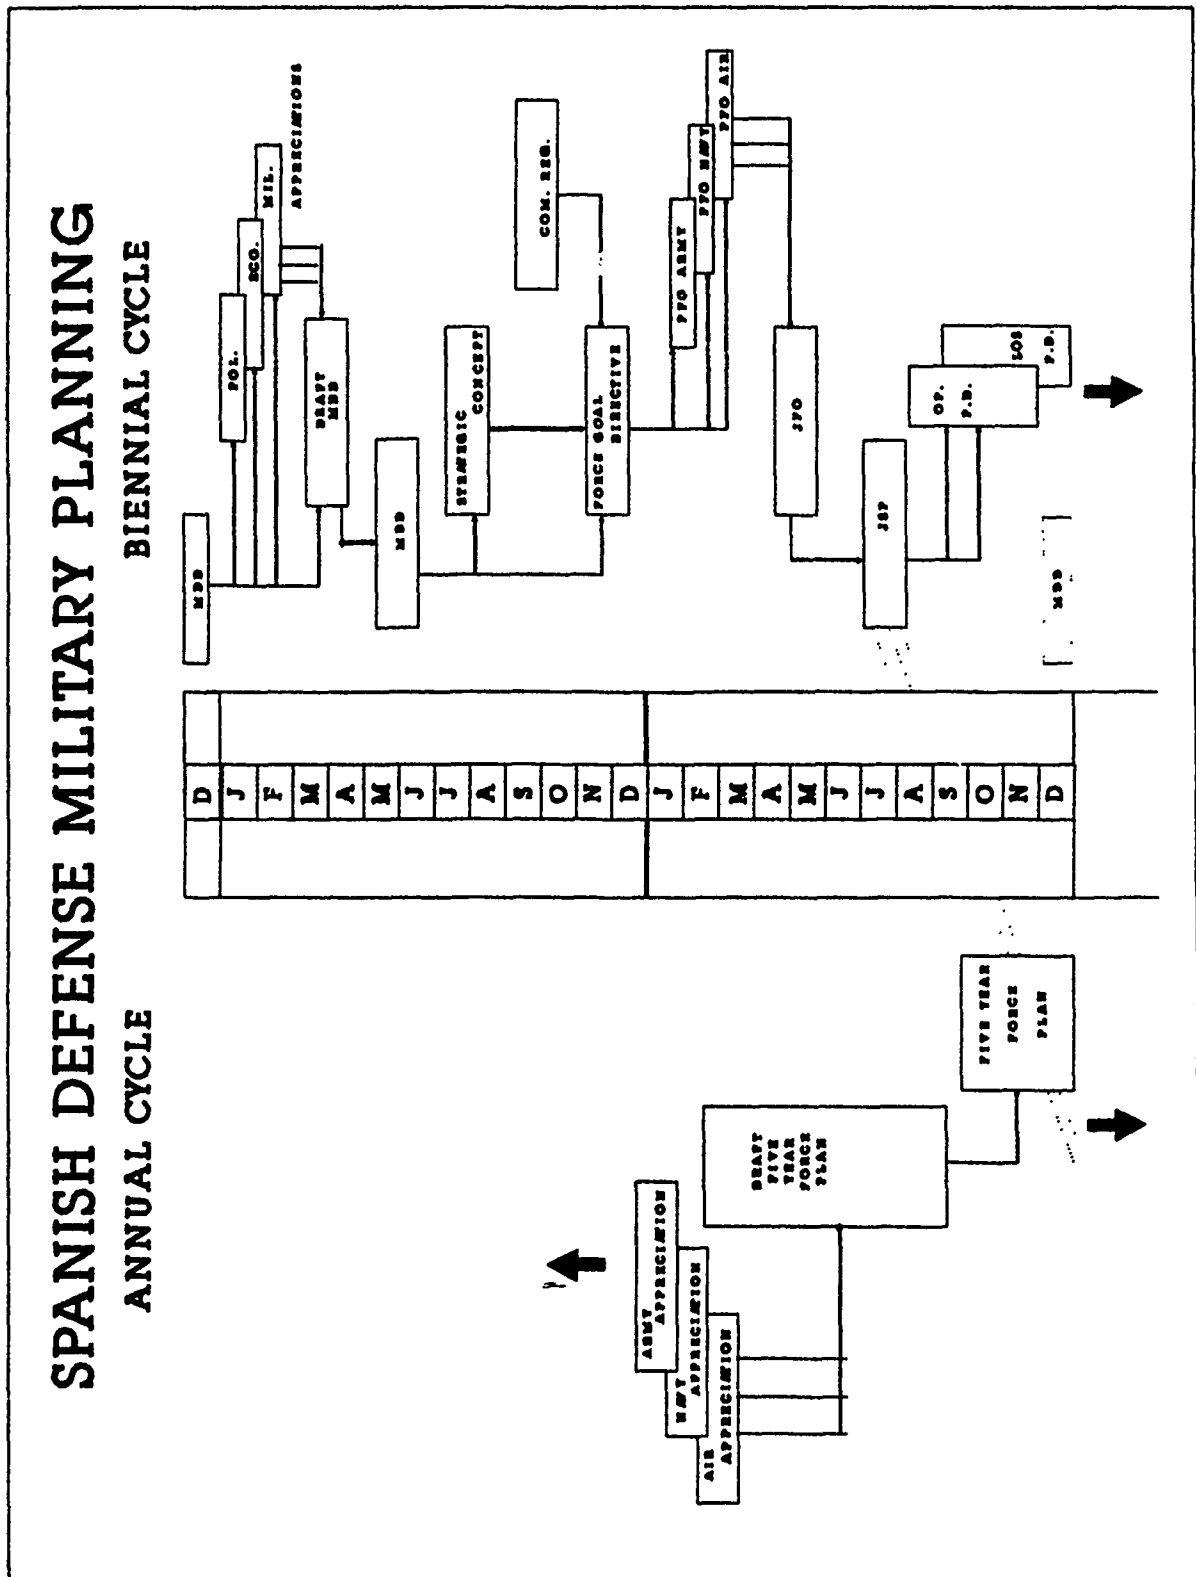 SPANISH DEFENSE MILITARY PLANNING
ANNUAL CYCLE
BIENNIAL CYCLE
MDD
POL.
ECO.
MIL.
APPRECIATIONS
DRAFT
MDD
MDD
STRATEGIC
CONCEPT
COM. REQ.
FORCE GOAL
DIRECTIVE
PFO ARMY
PFO NAVY
PFO AIR
JFO
JSP
OP.
P.D.
P.D.
MDD
D
J
F
M
A
M
J
J
A
S
O
N
D
J
F
M
A
M
J
J
A
S
O
N
D
ARMY
APPRECIATION
NAVY
APPRECIATION
AIR
APPRECIATION
DRAFT
FIVE
YEAR
FORCE
PLAN
FIVE YEAR
FORCE
PLAN